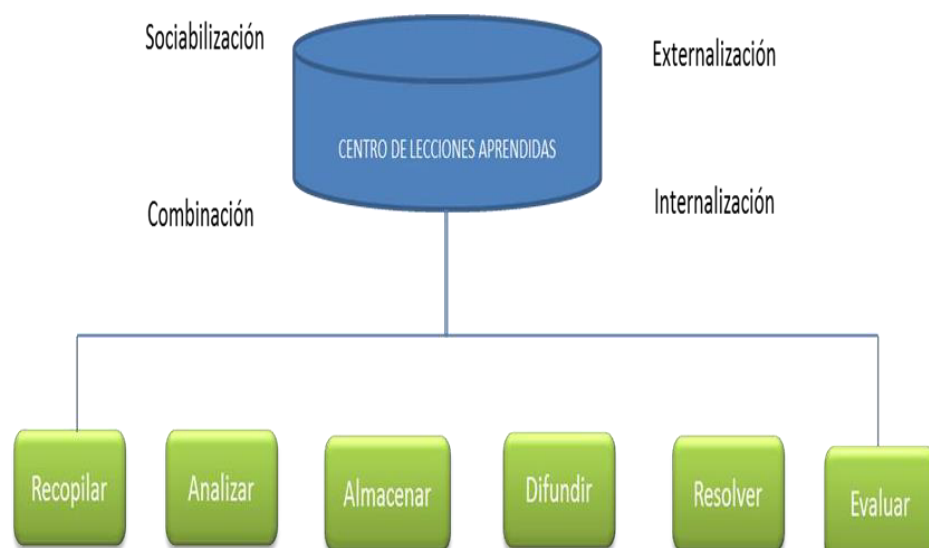 Sociabilización
Externalización
CENTRO DE LECCIONES APRENDIDAS
Combinación
Internalización
Recopilar
Analizar
Almacenar
Difundir
Resolver
Evaluar